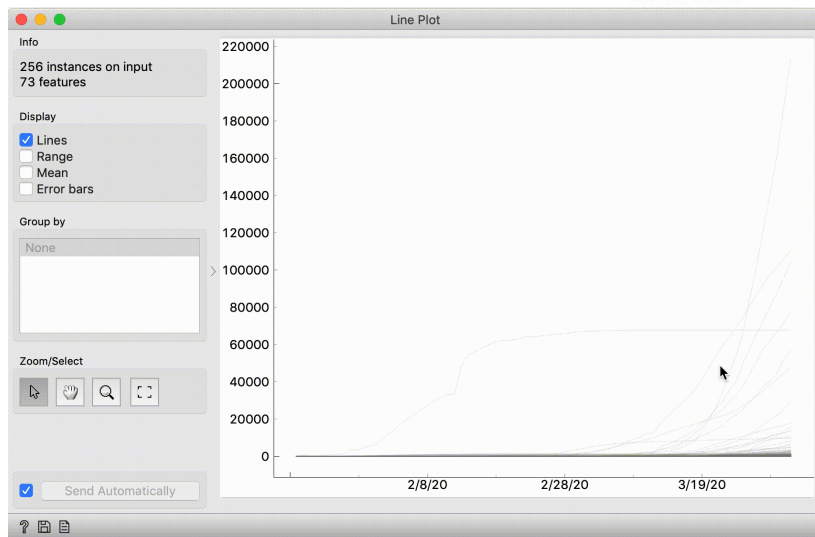 Line Plot
Info
256 instances on input
73 features
Display
Lines
Range
Mean
Error bars
Group by
None
Zoom/Select
Send Automatically
220000
200000
180000
160000
140000
120000
100000
80000
60000
40000
20000
0
2/8/20
2/28/20
3/19/20